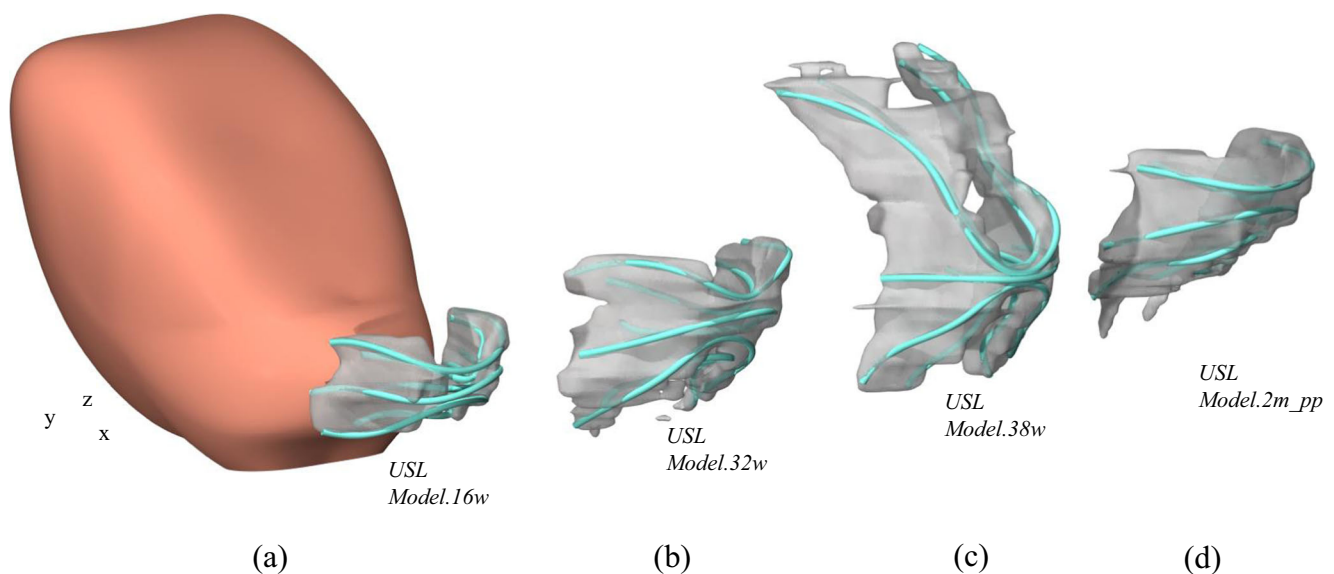 y
z
x
USL
Model.16w
USL
Model.32w
USL
Model.38w
USL
Model.2m_pp
(a)
(b)
(c)
(d)